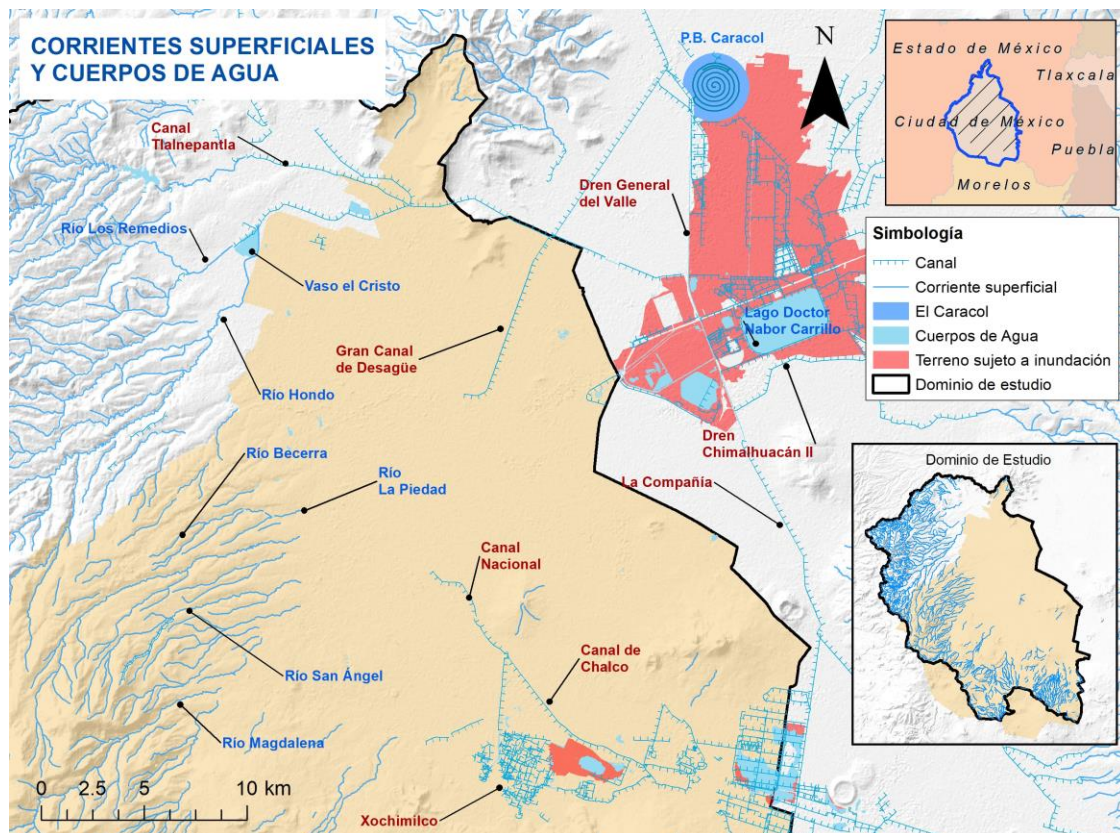 CORRIENTES SUPERFICIALES
Y CUERPOS DE AGUA
P.B. Caracol
N
Estado de México
Tlaxcala
Ciudad de México
Puebla
Morelos
Canal
Tlalnepantla
Río Los Remedios
Vaso el Cristo
Dren General
del Valle
Simbología
Canal
Corriente superficial
El Caracol
Cuerpos de Agua
Terreno sujeto a inundación
Dominio de estudio
Lago Doctor
Nabor Carrillo
Gran Canal
de Desagüe
Río Hondo
Dren
Chimalhuacán II
Río Becerra
Río
La Piedad
La Compañía
Dominio de Estudio
Canal
Nacional
Canal de
Chalco
Río San Ángel
Río Magdalena
0 2.5 5 10 km
Xochimilco